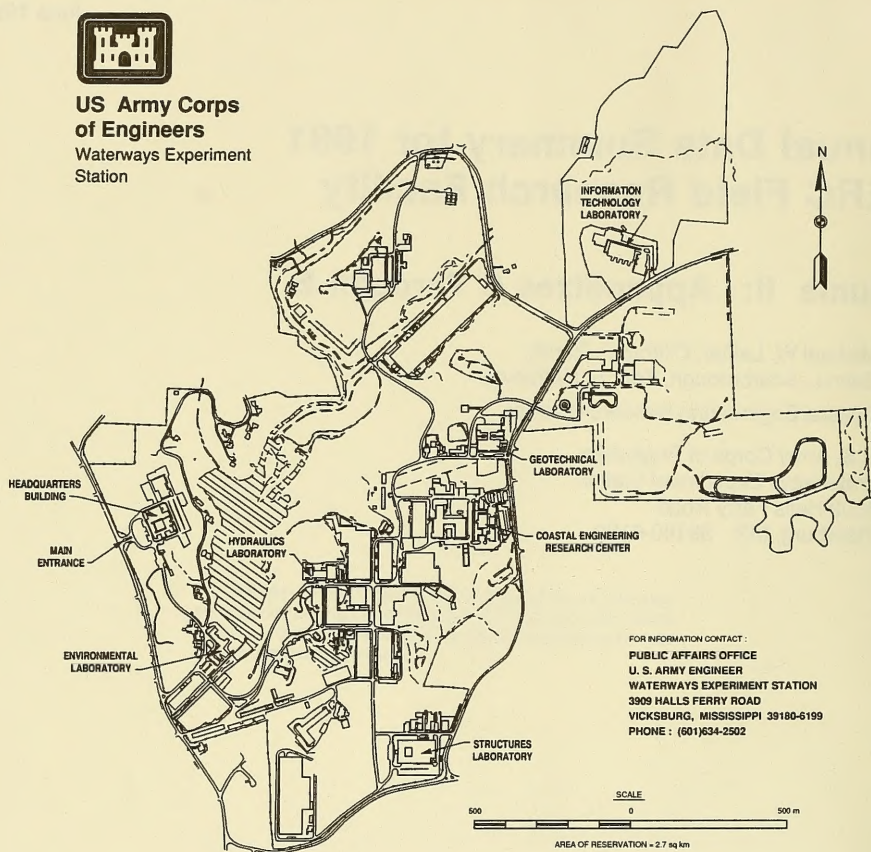 US Army Corps
of Engineers
Waterways Experiment
Station
N
INFORMATION
TECHNOLOGY
LABORATORY
GEOTECHNICAL
LABORATORY
HEADQUARTERS
BUILDING
HYDRAULICS
LABORATORY
COASTAL ENGINEERING
RESEARCH CENTER
MAIN
ENTRANCE
ENVIRONMENTAL
LABORATORY
FOR INFORMATION CONTACT :
PUBLIC AFFAIRS OFFICE
U. S. ARMY ENGINEER
WATERWAYS EXPERIMENT STATION
3909 HALLS FERRY ROAD
VICKSBURG, MISSISSIPPI 39180-6199
PHONE : (601)634-2502
STRUCTURES
LABORATORY
SCALE
500 0 500 m
AREA OF RESERVATION = 2.7 sq km